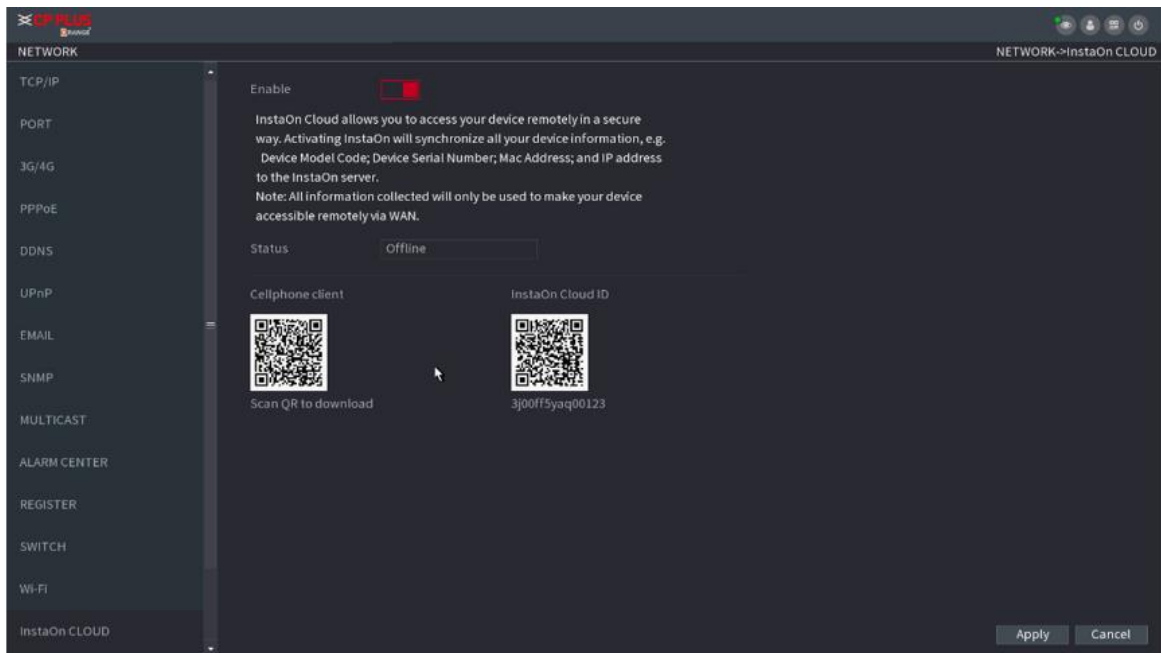 CP PLUS
ORANGE
NETWORK
NETWORK->InstaOn CLOUD
TCP/IP
PORT
3G/4G
PPPoE
DDNS
UPnP
EMAIL
SNMP
MULTICAST
ALARM CENTER
REGISTER
SWITCH
Wi-Fi
InstaOn CLOUD
Enable
InstaOn Cloud allows you to access your device remotely in a secure
way. Activating InstaOn will synchronize all your device information, e.g.
Device Model Code; Device Serial Number; Mac Address; and IP address
to the InstaOn server.
Note: All information collected will only be used to make your device
accessible remotely via WAN.
Status
Offline
Cellphone client
InstaOn Cloud ID
Scan QR to download
3j00ff5yaq00123
Apply
Cancel